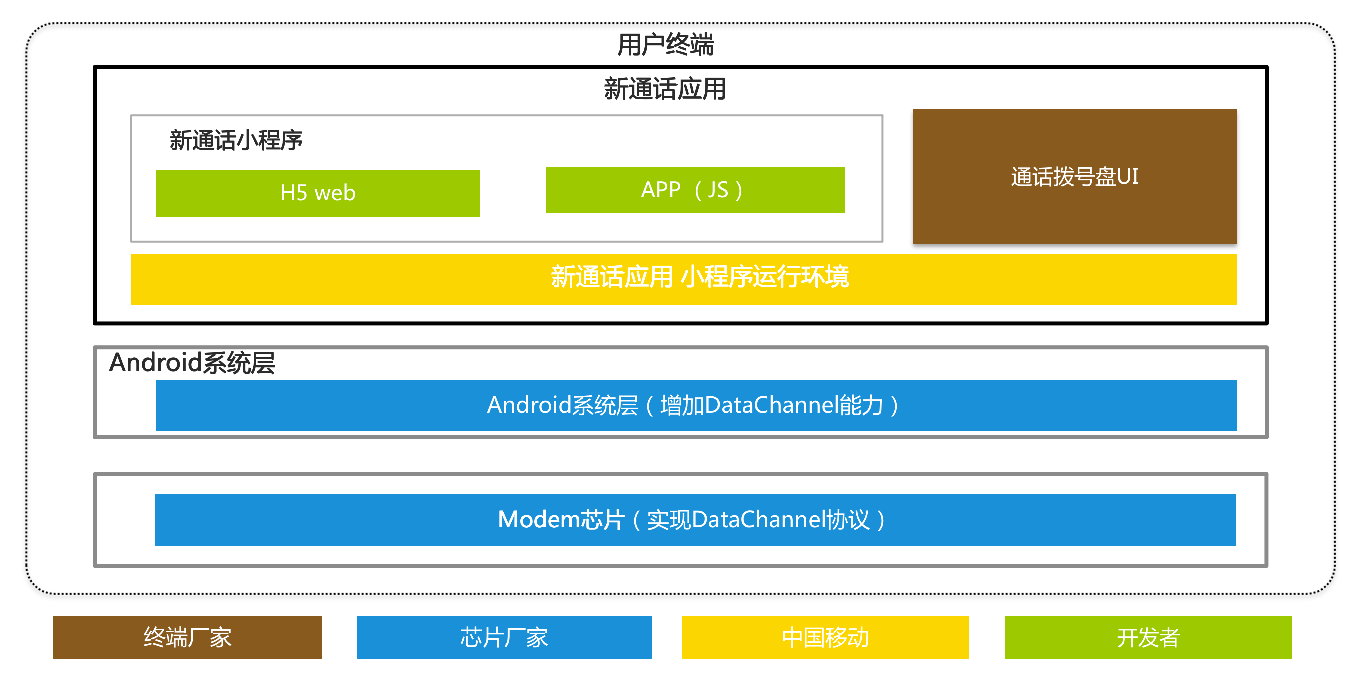 用户终端
新通话应用
新通话小程序
H5 web
APP（JS）
通话拨号盘UI
新通话应用 小程序运行环境
Android系统层
Android系统层（增加DataChannel能力）
Modem芯片（实现DataChannel协议）
终端厂家
芯片厂家
中国移动
开发者